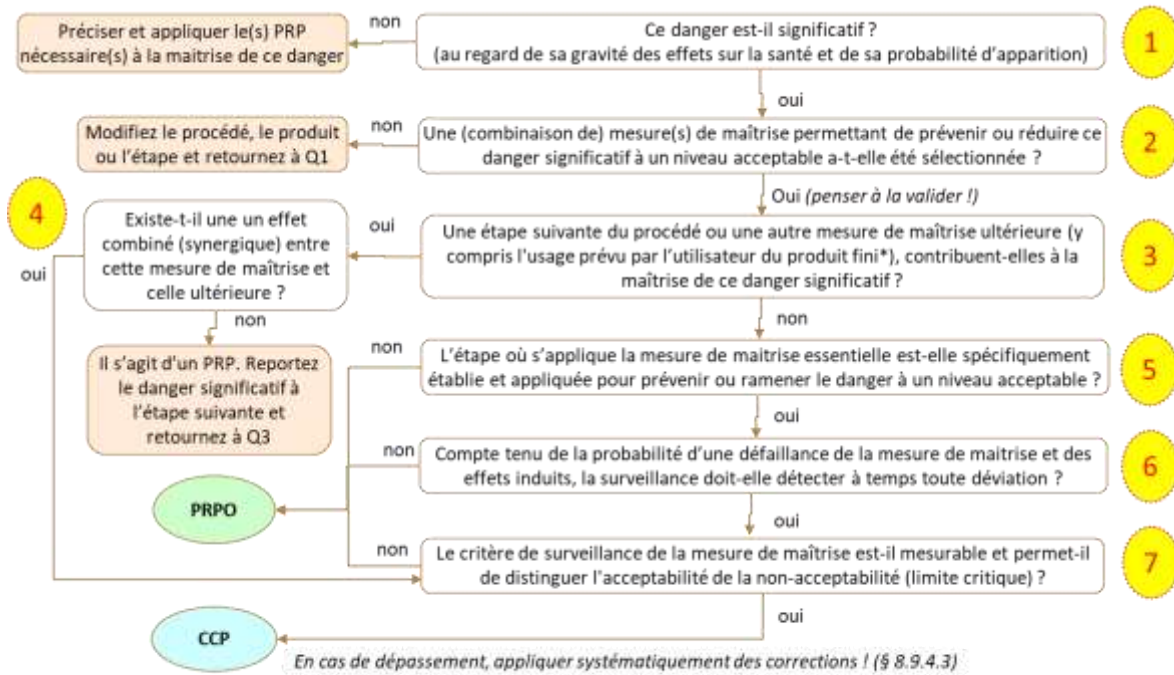 Préciser et appliquer le(s) PRP
nécessaire(s) à la maitrise de ce danger
non
Ce danger est-il significatif ?
(au regard de sa gravité des effets sur la santé et de sa probabilité d'apparition)
1
oui
Modifiez le procédé, le produit
ou l'étape et retournez à Q1
non
Une (combinaison de) mesure(s) de maîtrise permettant de prévenir ou réduire ce
danger significatif à un niveau acceptable a-t-elle été sélectionnée ?
2
Oui (penser à la valider !)
4
oui
Existe-t-il une un effet
combiné (synergique) entre
cette mesure de maîtrise et
celle ultérieure ?
oui
Une étape suivante du procédé ou une autre mesure de maîtrise ultérieure (y
compris l'usage prévu par l'utilisateur du produit fini*), contribuent-elles à la
maîtrise de ce danger significatif ?
3
non
non
Il s'agit d'un PRP. Reportez
le danger significatif à
l'étape suivante et
retournez à Q3
non
L'étape où s'applique la mesure de maitrise essentielle est-elle spécifiquement
établie et appliquée pour prévenir ou ramener le danger à un niveau acceptable ?
5
oui
non
Compte tenu de la probabilité d'une défaillance de la mesure de maitrise et des
effets induits, la surveillance doit-elle détecter à temps toute déviation ?
6
PRPO
oui
non
Le critère de surveillance de la mesure de maîtrise est-il mesurable et permet-il
de distinguer l'acceptabilité de la non-acceptabilité (limite critique) ?
7
oui
CCP
En cas de dépassement, appliquer systématiquement des corrections ! (§ 8.9.4.3)